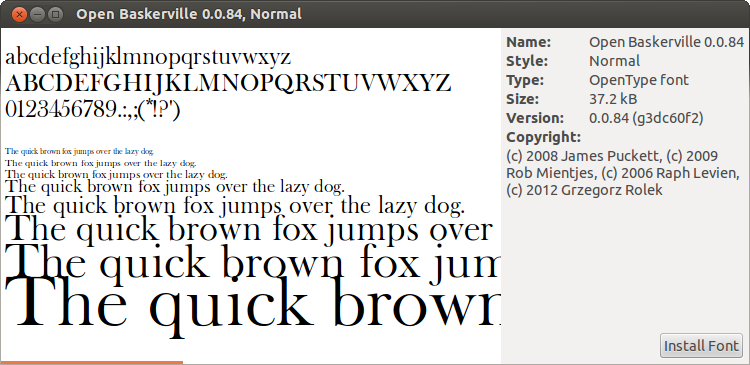 Open Baskerville 0.0.84, Normal
abcdefghijklmnopqrstuvwxyz
ABCDEFGHIJKLMNOPQRSTUVWXYZ
0123456789.:,;(*!?')
The quick brown fox jumps over the lazy dog.
The quick brown fox jumps over the lazy dog.
The quick brown fox jumps over the lazy dog.
The quick brown fox jumps over the lazy dog.
The quick brown fox jumps over the lazy dog.
The quick brown fox jumps over
The quick brown fox jum
The quick brown
Name: Open Baskerville 0.0.84
Style: Normal
Type: OpenType font
Size: 37.2 kB
Version: 0.0.84 (g3dc60f2)
Copyright:
(c) 2008 James Puckett, (c) 2009
Rob Mientjes, (c) 2006 Raph Levien,
(c) 2012 Grzegorz Rolek
Install Font